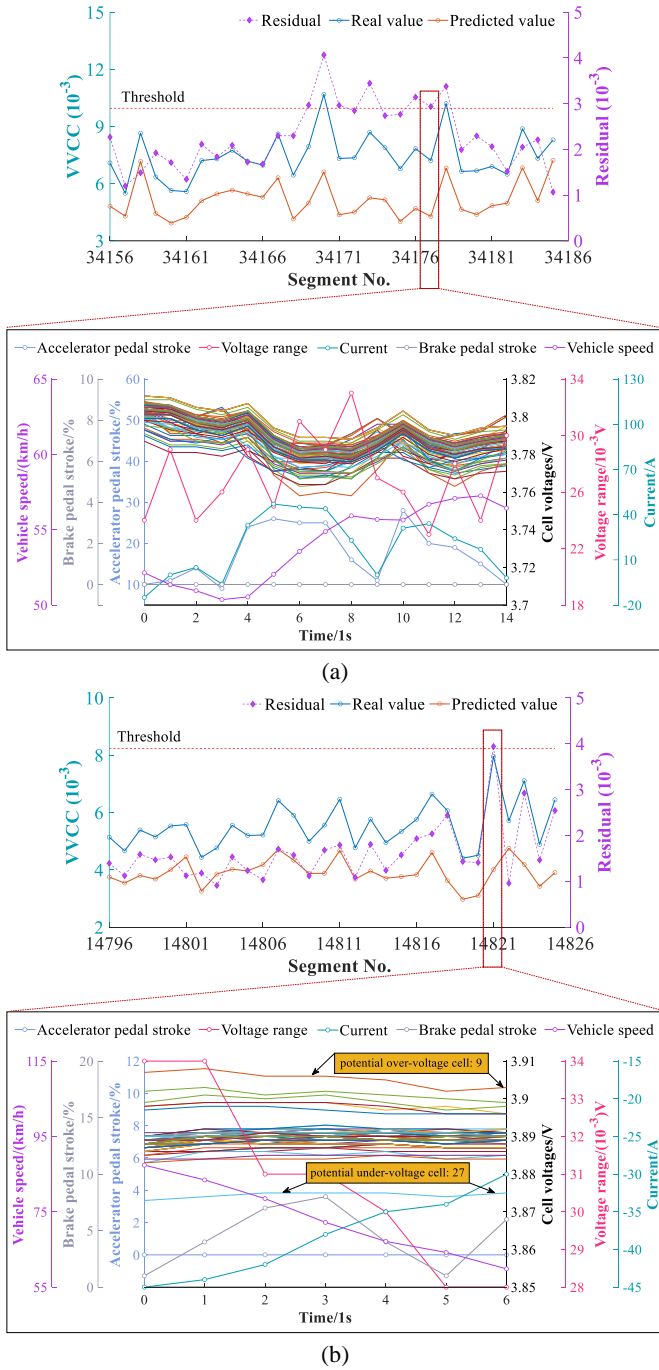 Residual Real value Predicted value
Threshold
VVCC (10⁻³)
15
12
9
6
3
Residual (10⁻³)
5
4
3
2
1
0
34156 34161 34166 34171 34176 34181 34186
Segment No.
Accelerator pedal stroke Voltage range Current Brake pedal stroke Vehicle speed
Vehicle speed/(km/h)
65
60
55
50
Brake pedal stroke/%
10
8
6
4
2
0
Accelerator pedal stroke/%
60
50
40
30
20
10
Cell voltages/V
3.82
3.8
3.78
3.76
3.74
3.72
3.7
Voltage range/10⁻³V
34
30
26
22
18
Current/A
130
100
70
40
10
-20
0 2 4 6 8 10 12 14
Time/1s
(a)
Residual Real value Predicted value
Threshold
VVCC (10⁻³)
10
8
6
4
2
Residual (10⁻³)
5
4
3
2
1
0
14796 14801 14806 14811 14816 14821 14826
Segment No.
Accelerator pedal stroke Voltage range Current Brake pedal stroke Vehicle speed
potential over-voltage cell: 9
potential under-voltage cell: 27
Vehicle speed/(km/h)
115
95
75
55
Brake pedal stroke/%
20
15
10
5
0
Accelerator pedal stroke/%
12
10
8
6
4
2
0
Cell voltages/V
3.91
3.9
3.89
3.88
3.87
3.86
3.85
Voltage range/(10⁻³)V
34
33
32
31
30
29
28
Current/A
-15
-20
-25
-30
-35
-40
-45
0 1 2 3 4 5 6
Time/1s
(b)